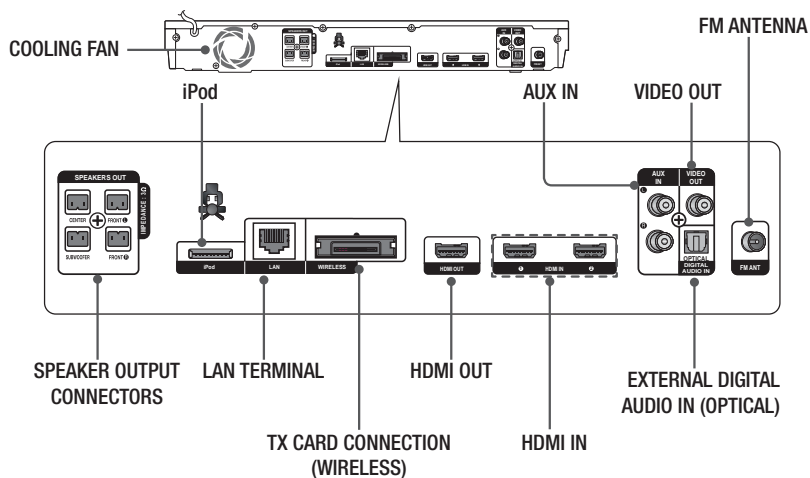 COOLING FAN
FM ANTENNA
iPod
AUX IN
VIDEO OUT
SPEAKERS OUT
IMPEDANCE : 3Ω
CENTER
FRONT L
SUBWOOFER
FRONT R
iPod
LAN
WIRELESS
HDMI OUT
1
HDMI IN
2
AUX
IN
VIDEO
OUT
L
R
OPTICAL
DIGITAL
AUDIO IN
FM ANT
SPEAKER OUTPUT
CONNECTORS
LAN TERMINAL
HDMI OUT
EXTERNAL DIGITAL
AUDIO IN (OPTICAL)
TX CARD CONNECTION
(WIRELESS)
HDMI IN